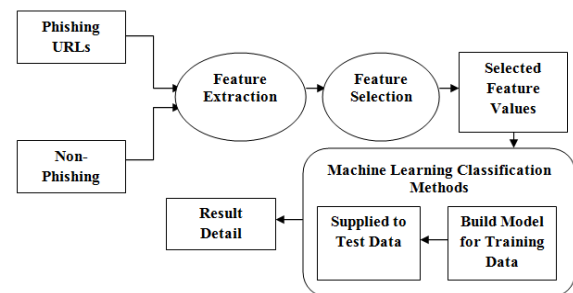 Phishing
URLs
Feature
Extraction
Feature
Selection
Selected
Feature
Values
Non-
Phishing
Machine Learning Classification
Methods
Result
Detail
Supplied to
Test Data
Build Model
for Training
Data